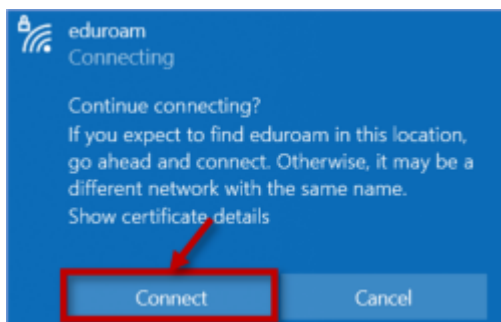 eduroam
Connecting
Continue connecting?
If you expect to find eduroam in this location,
go ahead and connect. Otherwise, it may be a
different network with the same name.
Show certificate details
Connect
Cancel